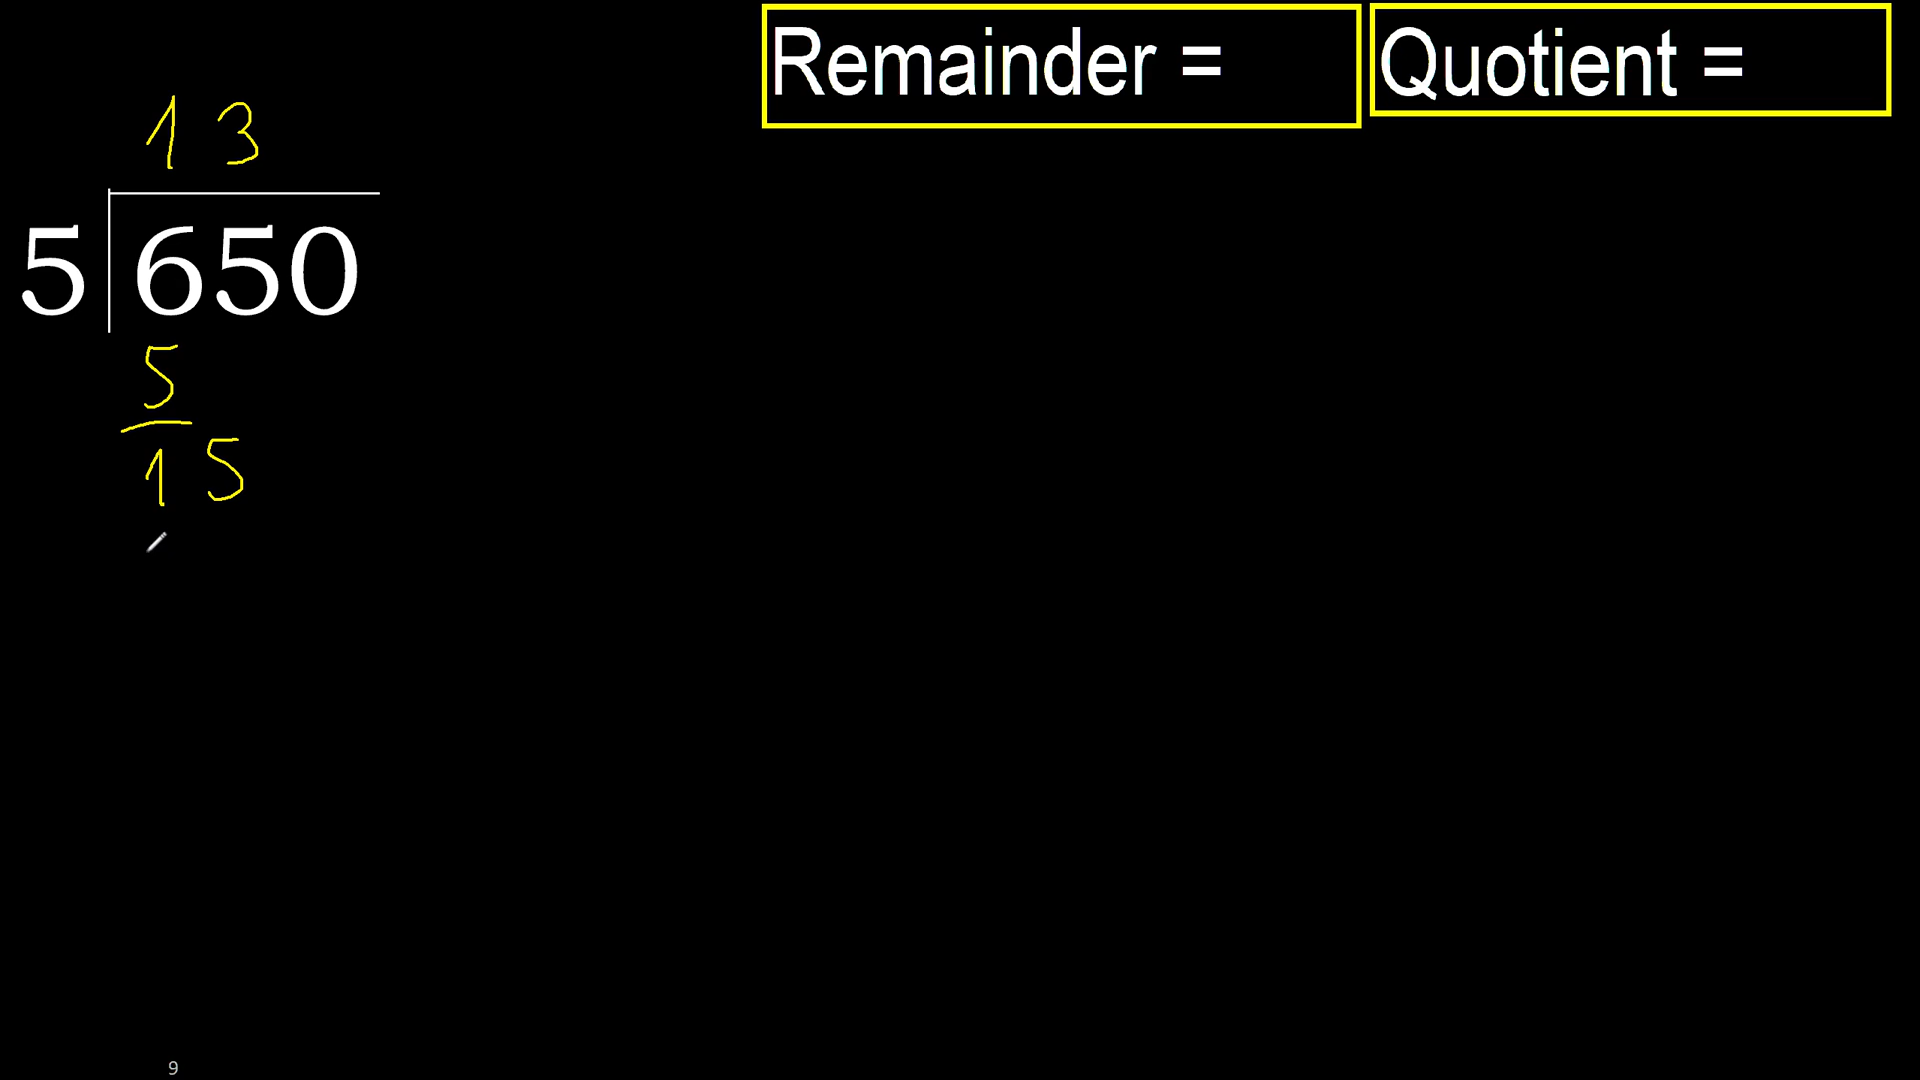 Remainder =
Quotient =
1 3
5 650
5
1 5
9